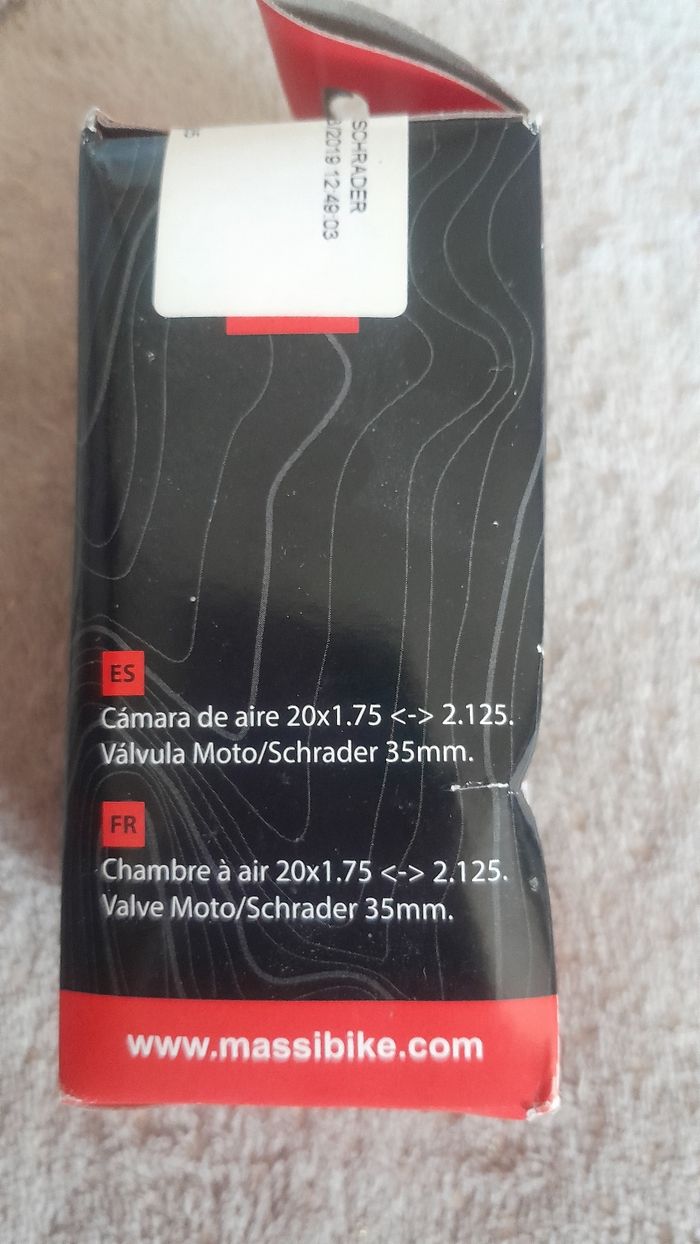 SCHRADER
/2019 12:49:03
ES
Cámara de aire 20x1.75 <-> 2.125.
Válvula Moto/Schrader 35mm.
FR
Chambre à air 20x1.75 <-> 2.125.
Valve Moto/Schrader 35mm.
www.massibike.com